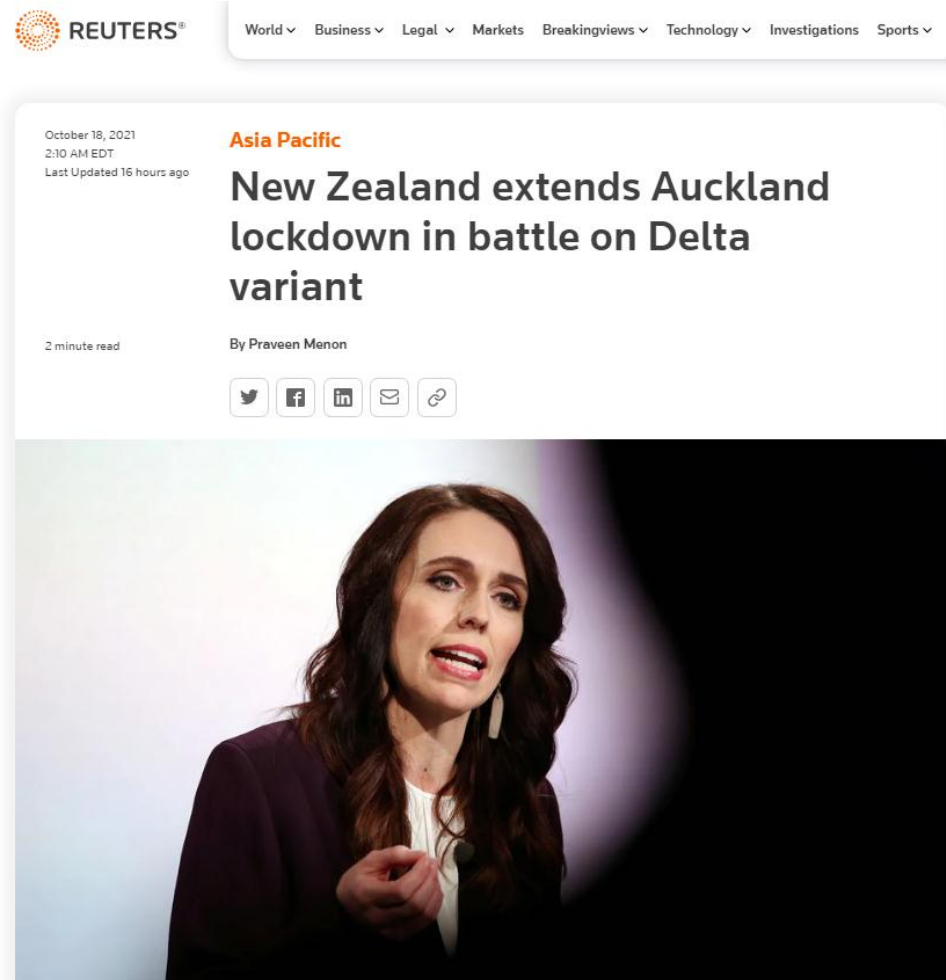 REUTERS®
World Business Legal Markets Breakingviews Technology Investigations Sports
October 18, 2021
2:10 AM EDT
Last Updated 16 hours ago
Asia Pacific
New Zealand extends Auckland
lockdown in battle on Delta
variant
2 minute read
By Praveen Menon